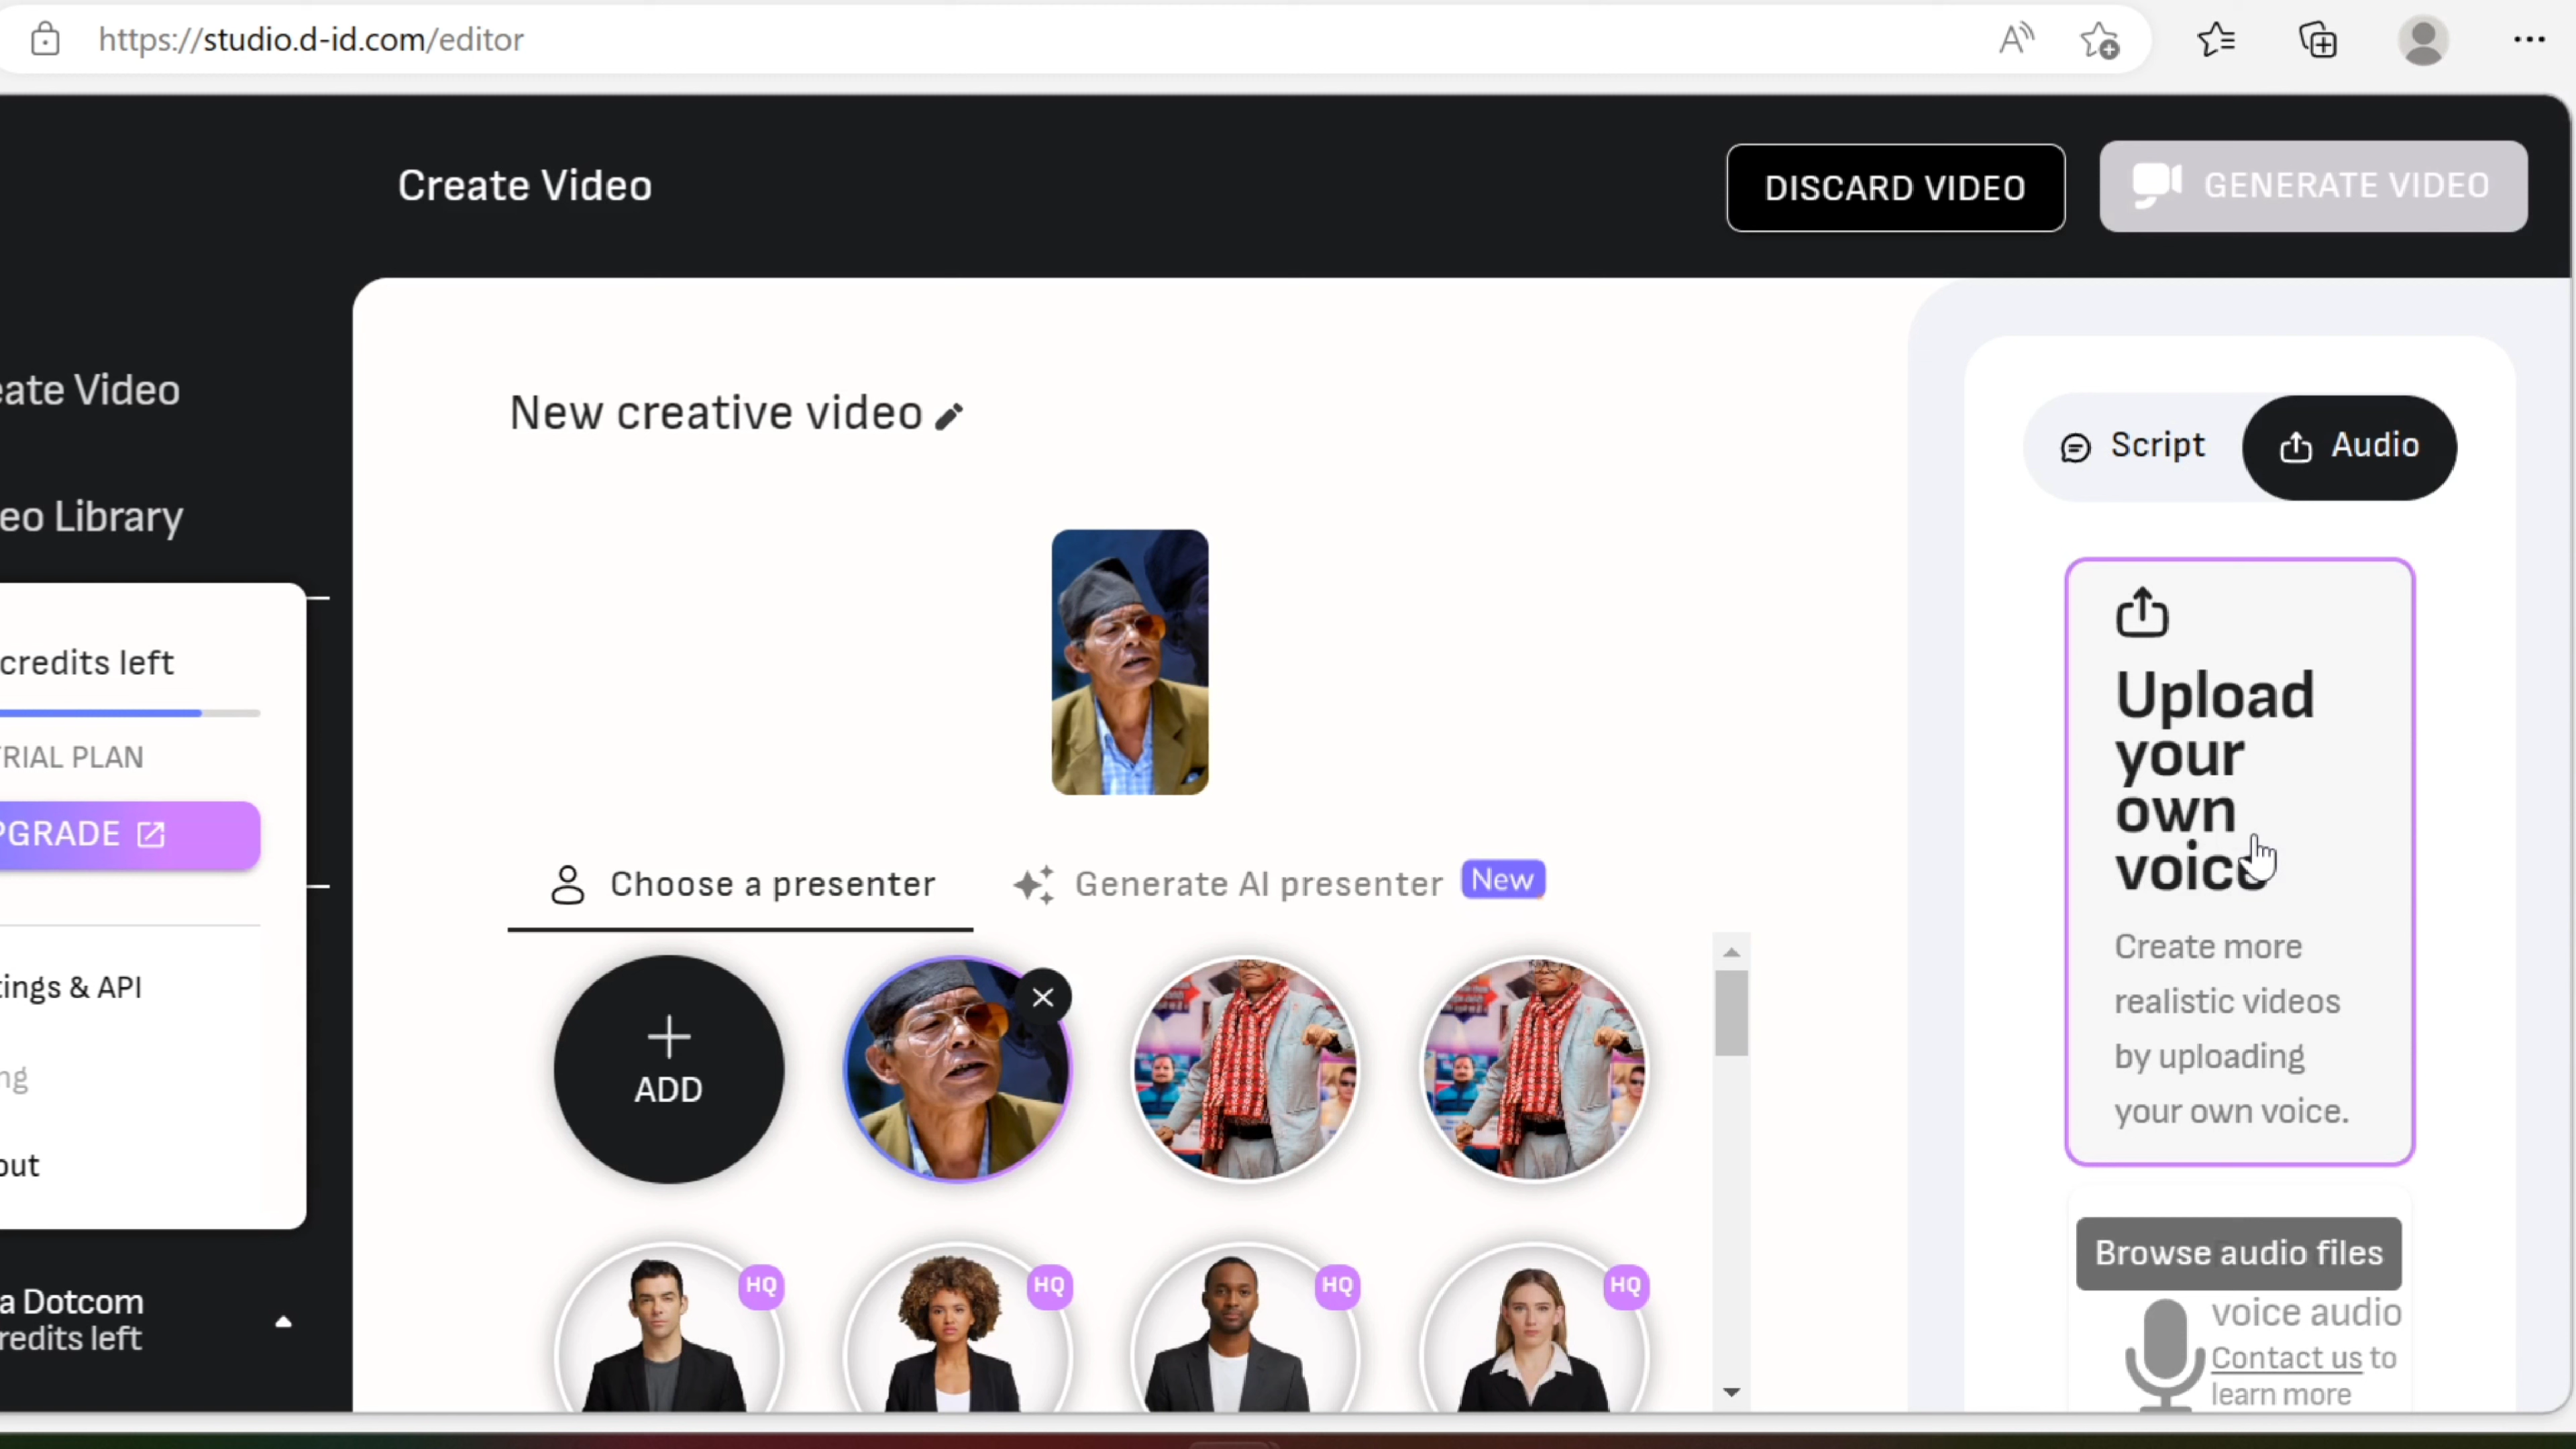 https://studio.d-id.com/editor
Create Video
DISCARD VIDEO
GENERATE VIDEO
eate Video
eo Library
credits left
RIAL PLAN
PGRADE
tings & API
ng
out
a Dotcom
redits left
New creative video
Choose a presenter
Generate AI presenter
New
ADD
HQ
HQ
HQ
HQ
Script
Audio
Upload
your
own
voice
Create more
realistic videos
by uploading
your own voice.
Browse audio files
voice audio
Contact us to
learn more